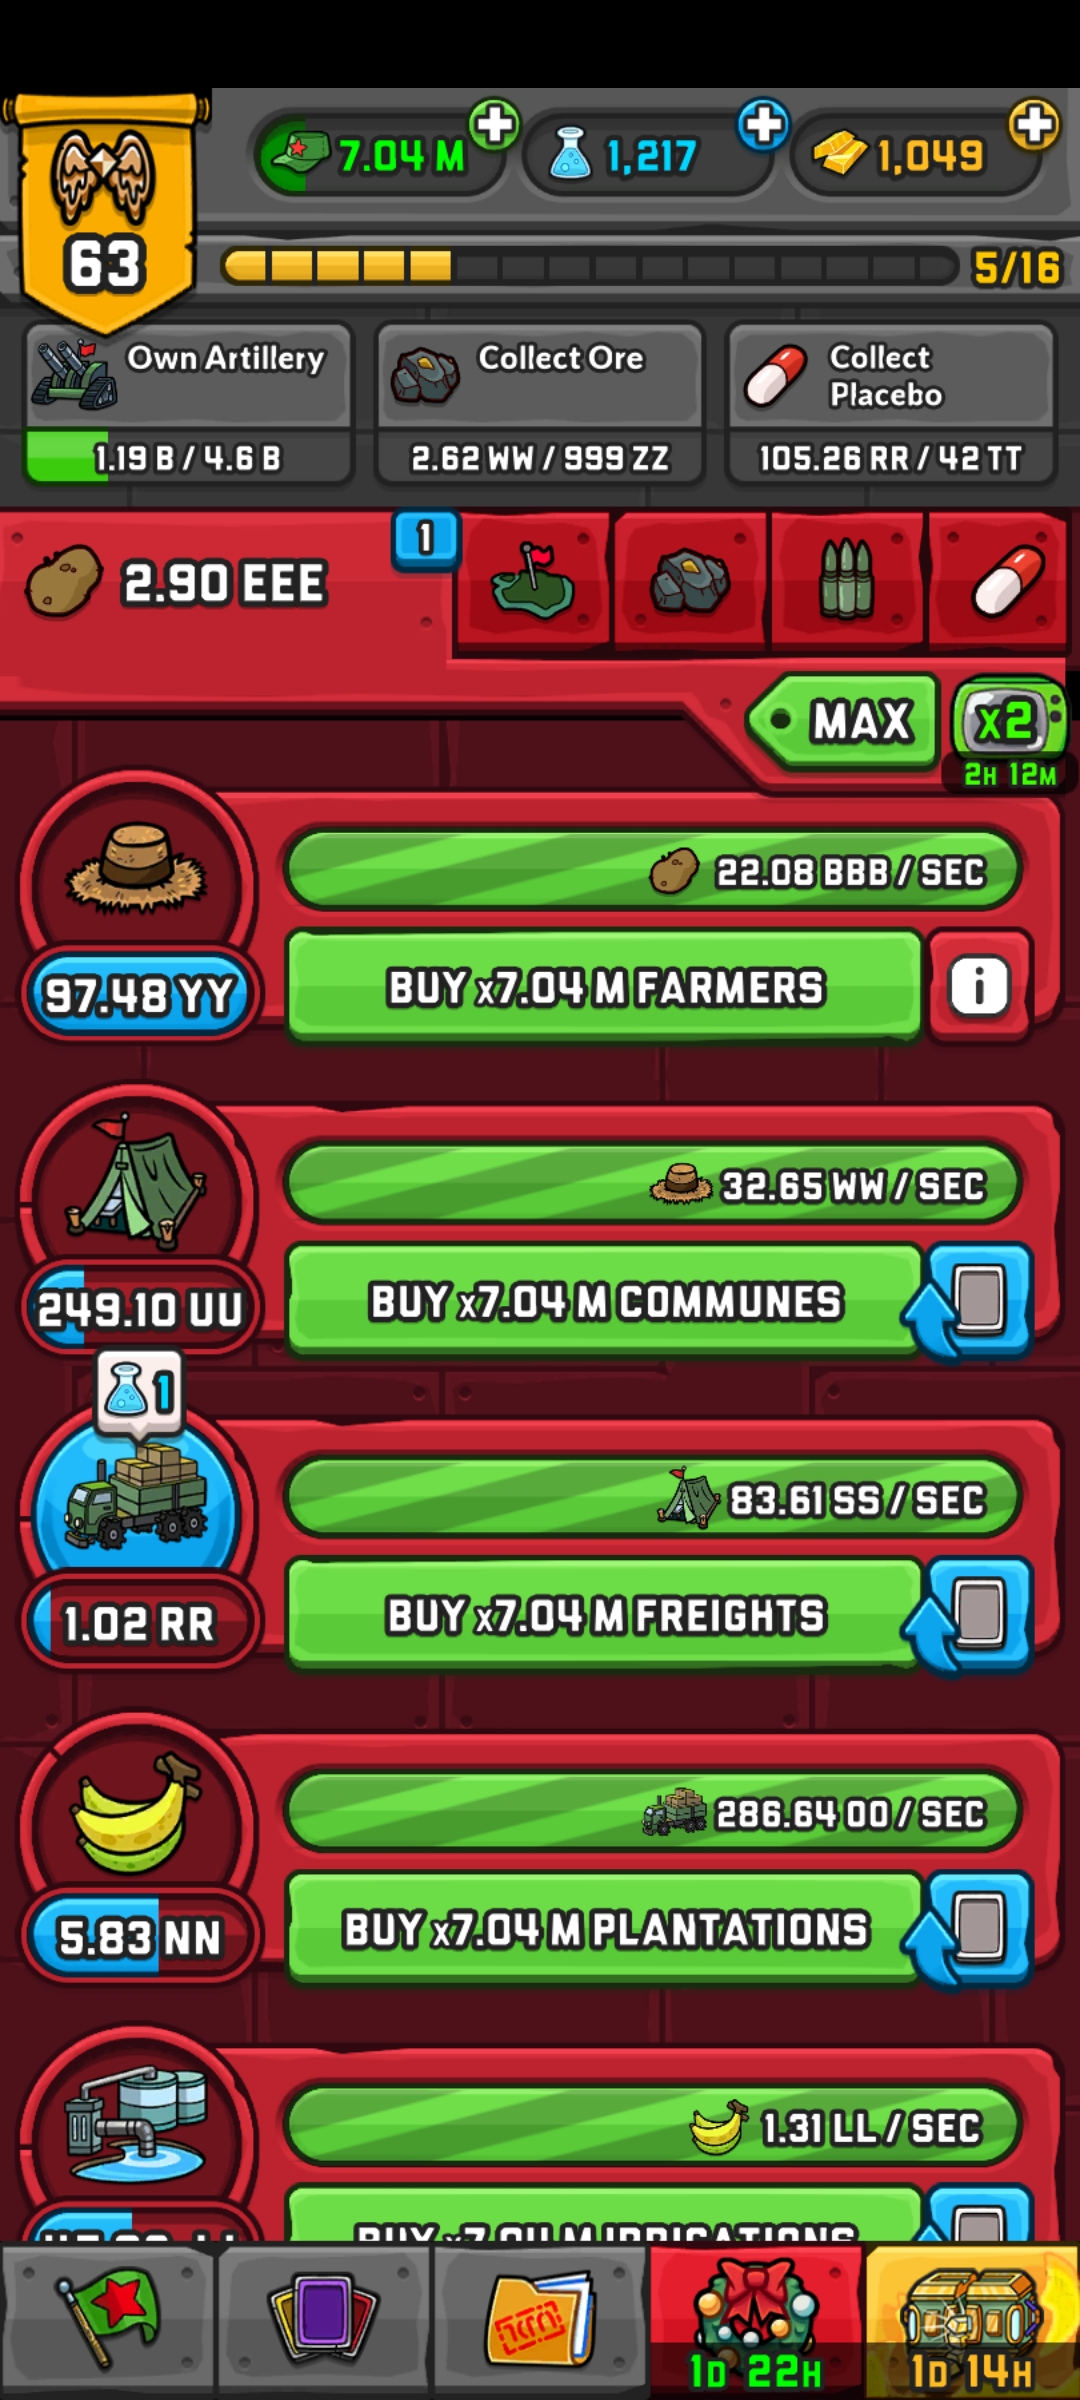 7.04 M
1,217
1,049
63
5/16
Own Artillery
1.19 B / 4.6 B
Collect Ore
2.62 WW / 999 ZZ
Collect
Placebo
105.26 RR / 42 TT
2.90 EEE
1
MAX
x2
2H 12M
22.08 BBB / SEC
97.48 YY
BUY x7.04 M FARMERS
i
32.65 WW / SEC
249.10 UU
BUY x7.04 M COMMUNES
1
83.61 SS / SEC
1.02 RR
BUY x7.04 M FREIGHTS
286.64 OO / SEC
5.83 NN
BUY x7.04 M PLANTATIONS
1.31 LL / SEC
BUY x7.04 M IRRIGATIONS
1D 22H
1D 14H